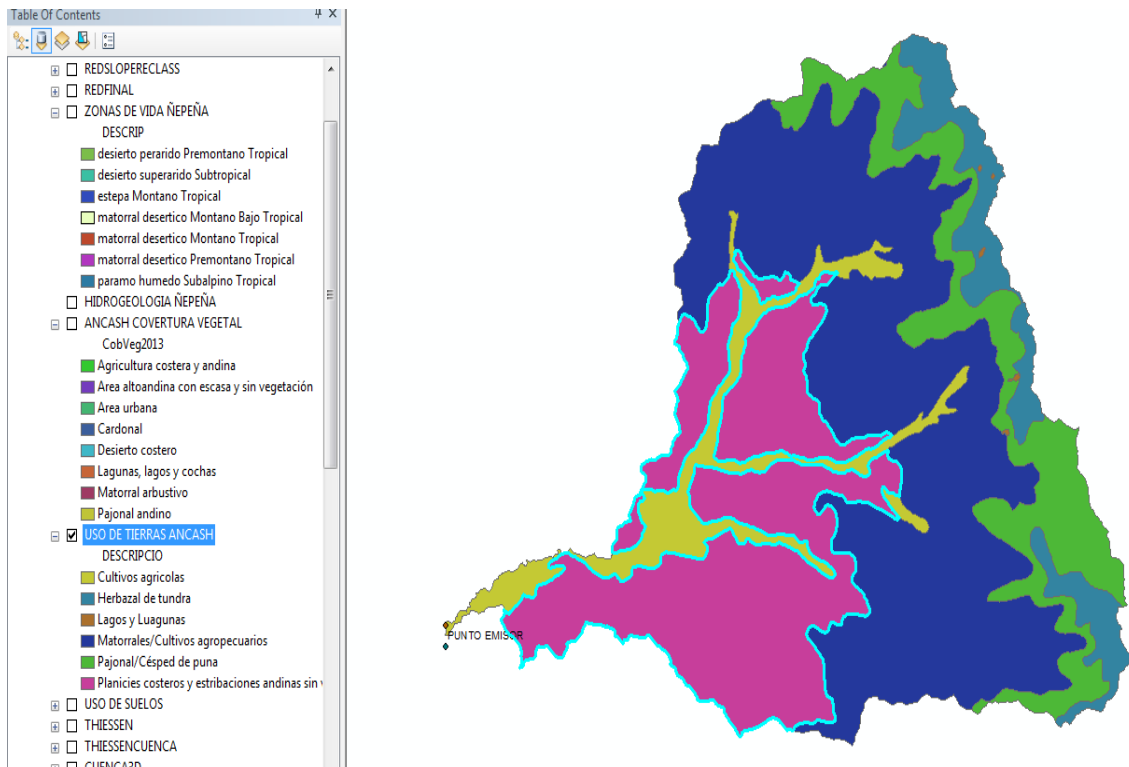 Table Of Contents
REDSLOPERECLASS
REDFINAL
ZONAS DE VIDA ÑEPEÑA
DESCRIP
desierto perarido Premontano Tropical
desierto superarido Subtropical
estepa Montano Tropical
matorral desertico Montano Bajo Tropical
matorral desertico Montano Tropical
matorral desertico Premontano Tropical
paramo humedo Subalpino Tropical
HIDROGEOLOGIA ÑEPEÑA
ANCASH COVERTURA VEGETAL
CobVeg2013
Agricultura costera y andina
Area altoandina con escasa y sin vegetación
Area urbana
Cardonal
Desierto costero
Lagunas, lagos y cochas
Matorral arbustivo
Pajonal andino
USO DE TIERRAS ANCASH
DESCRIPCIO
Cultivos agricolas
Herbazal de tundra
Lagos y Luagunas
Matorrales/Cultivos agropecuarios
Pajonal/Césped de puna
Planicies costeros y estribaciones andinas sin
USO DE SUELOS
THIESSEN
THIESSENCUENCA
CUENCA3D
PUNTO EMISOR